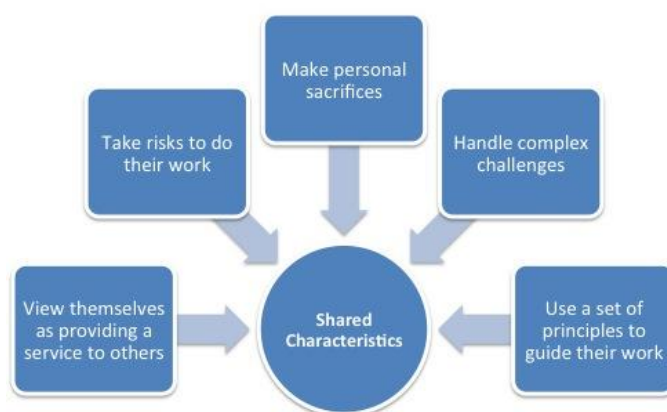 Make personal
sacrifices
Take risks to do
their work
Handle complex
challenges
View themselves
as providing a
service to others
Shared
Characteristics
Use a set of
principles to
guide their work